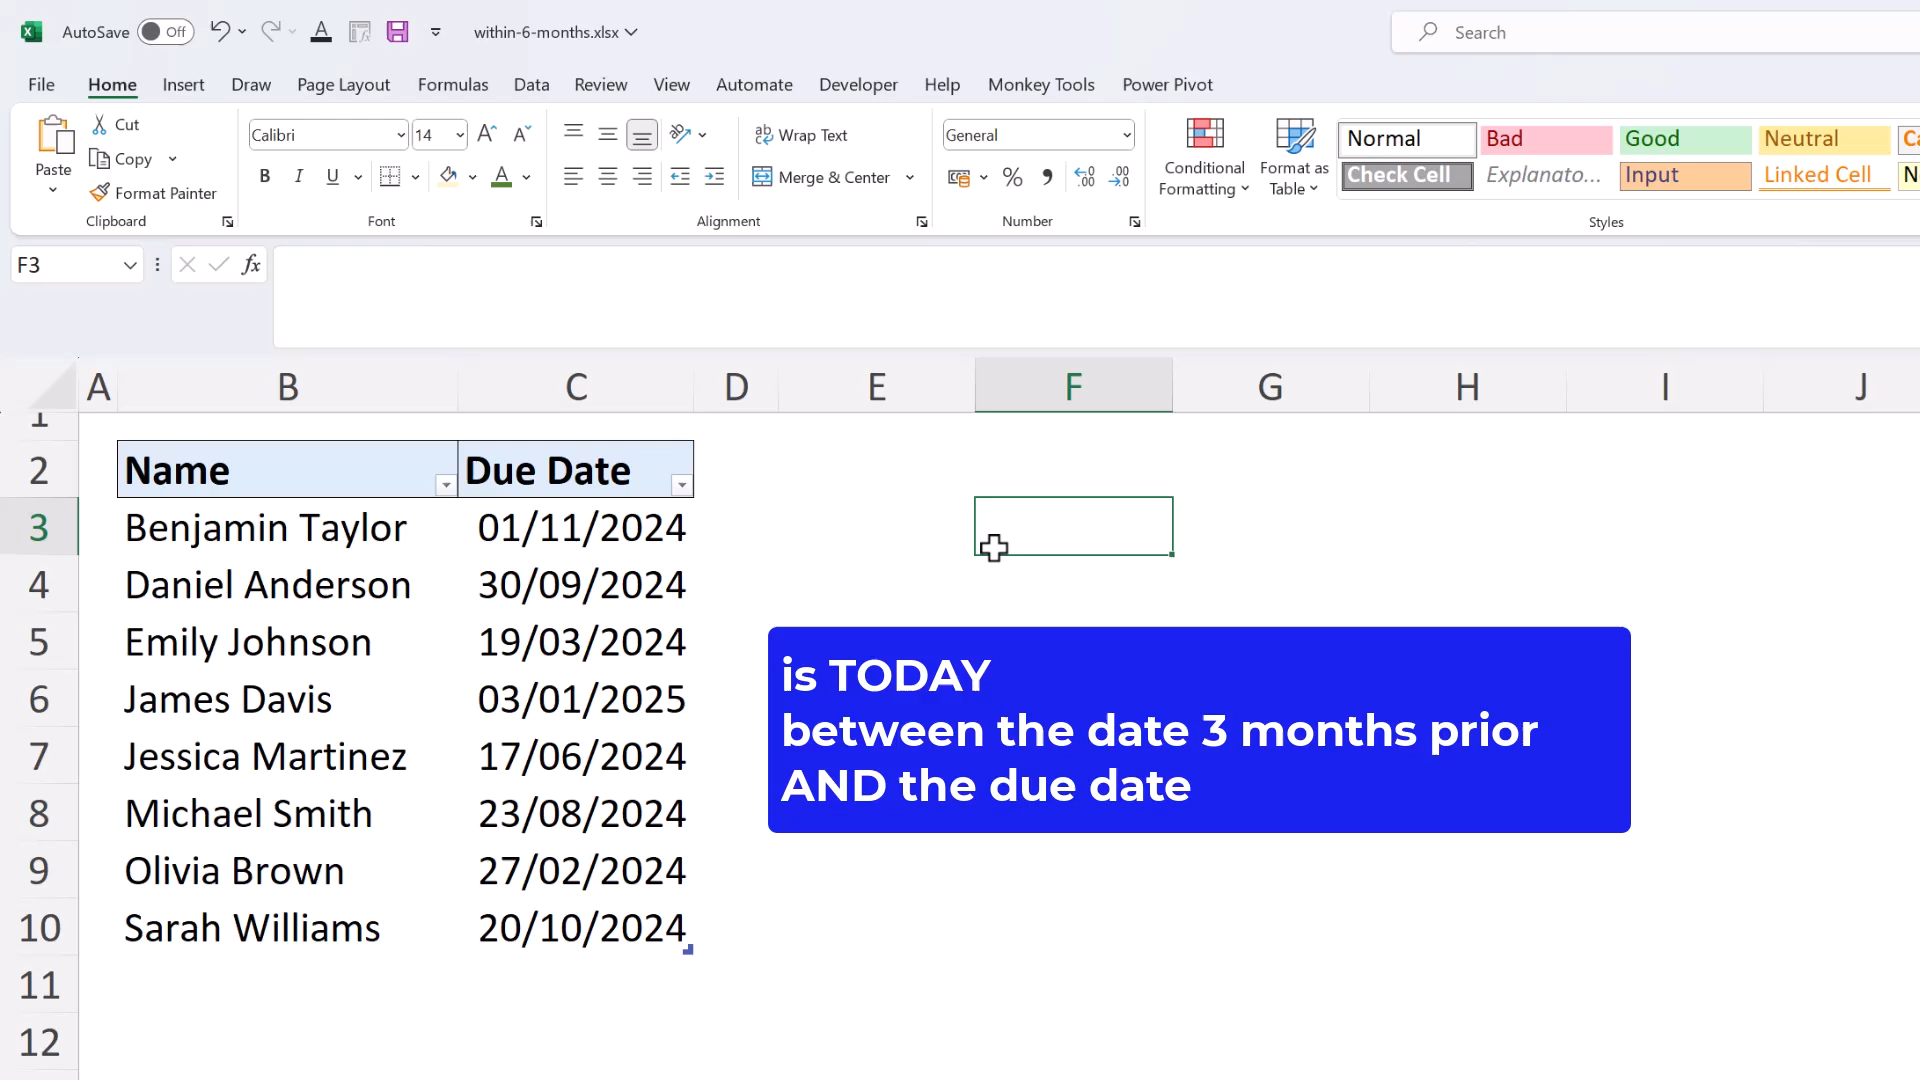 AutoSave Off within-6-months.xlsx Search
File Home Insert Draw Page Layout Formulas Data Review View Automate Developer Help Monkey Tools Power Pivot
Paste
Cut
Copy
Format Painter
Clipboard
Calibri 14
B I U
Font
Wrap Text
Merge & Center
Alignment
General
Number
Conditional Formatting
Format as Table
Normal Bad Good Neutral Ca
Check Cell Explanato... Input Linked Cell N
Styles
F3 fx
A B C D E F G H I J
1
2 Name Due Date
3 Benjamin Taylor 01/11/2024
4 Daniel Anderson 30/09/2024
5 Emily Johnson 19/03/2024
6 James Davis 03/01/2025
7 Jessica Martinez 17/06/2024
8 Michael Smith 23/08/2024
9 Olivia Brown 27/02/2024
10 Sarah Williams 20/10/2024
11
12
is TODAY
between the date 3 months prior
AND the due date